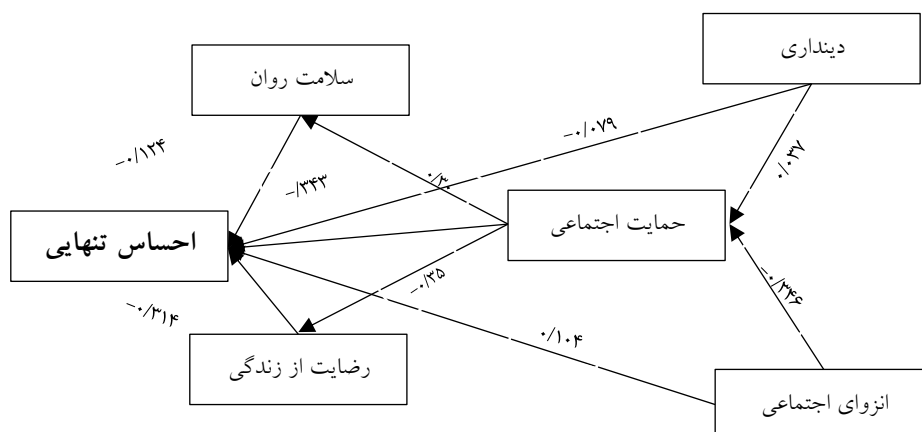 دینداری
سلامت روان
-۰/۰۷۹
-۰/۱۲۴
۰/۰۳۷
-/۳۴۳
۰/۳۰
حمایت اجتماعی
احساس تنهایی
-۰/۳۵
-۰/۳۴۶
-۰/۳۱۴
۰/۱۰۴
رضایت از زندگی
انزوای اجتماعی